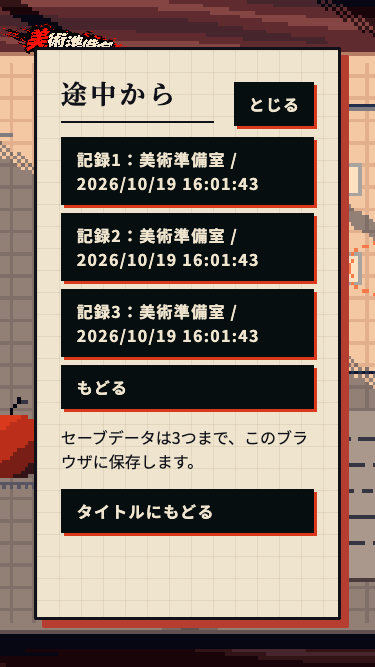 美術準備室
途中から
とじる
記録1：美術準備室 /
2026/10/19 16:01:43
記録2：美術準備室 /
2026/10/19 16:01:43
記録3：美術準備室 /
2026/10/19 16:01:43
もどる
セーブデータは3つまで、このブラ
ウザに保存します。
タイトルにもどる